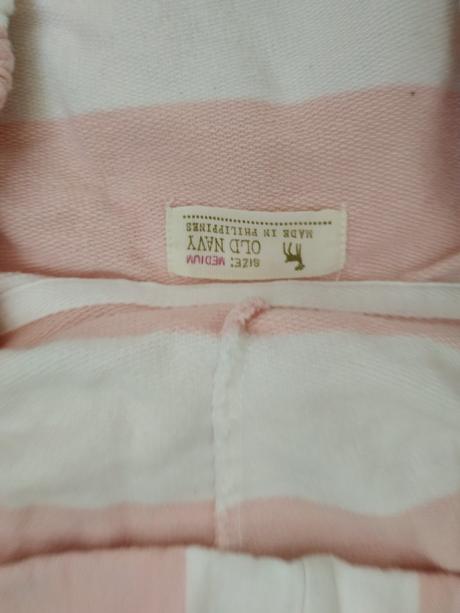 SIZE: MEDIUM
OLD NAVY
MADE IN PHILIPPINES